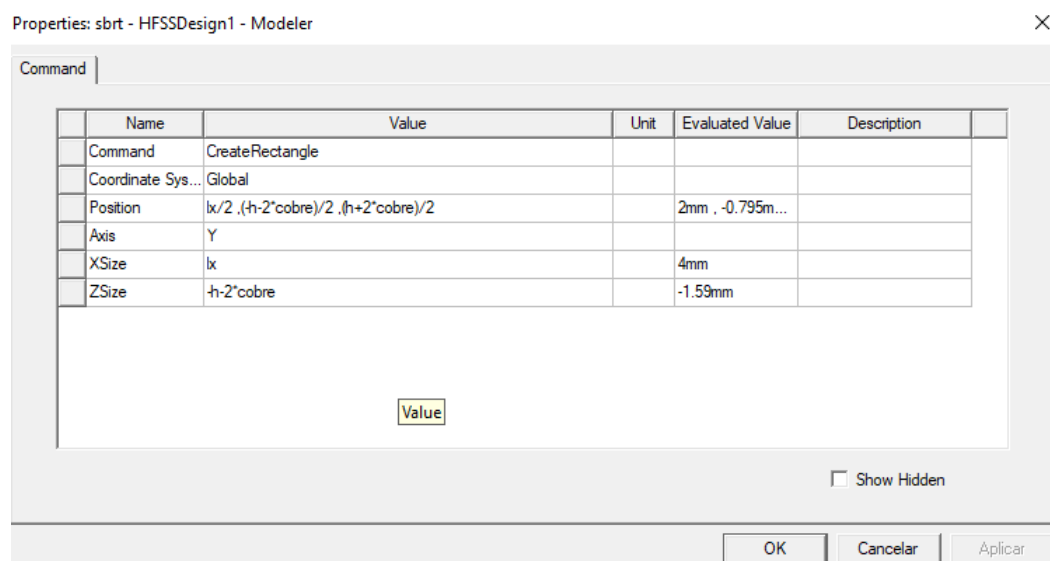 Properties: sbrt - HFSSDesign1 - Modeler
Command
Name Value Unit Evaluated Value Description
Command CreateRectangle
Coordinate Sys... Global
Position lx/2 ,(-h-2*cobre)/2 ,(h+2*cobre)/2 2mm , -0.795m...
Axis Y
XSize lx 4mm
ZSize -h-2*cobre -1.59mm
Value
Show Hidden
OK Cancelar Aplicar